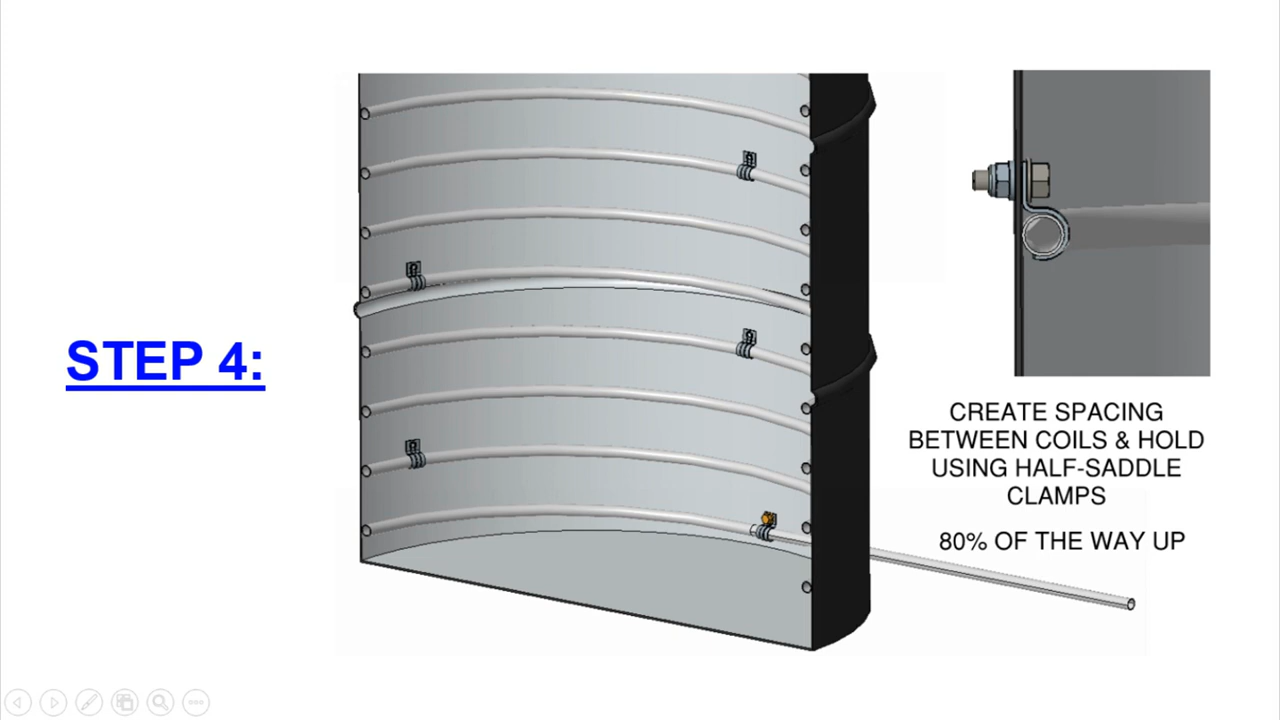 STEP 4:
CREATE SPACING
BETWEEN COILS & HOLD
USING HALF-SADDLE
CLAMPS
80% OF THE WAY UP